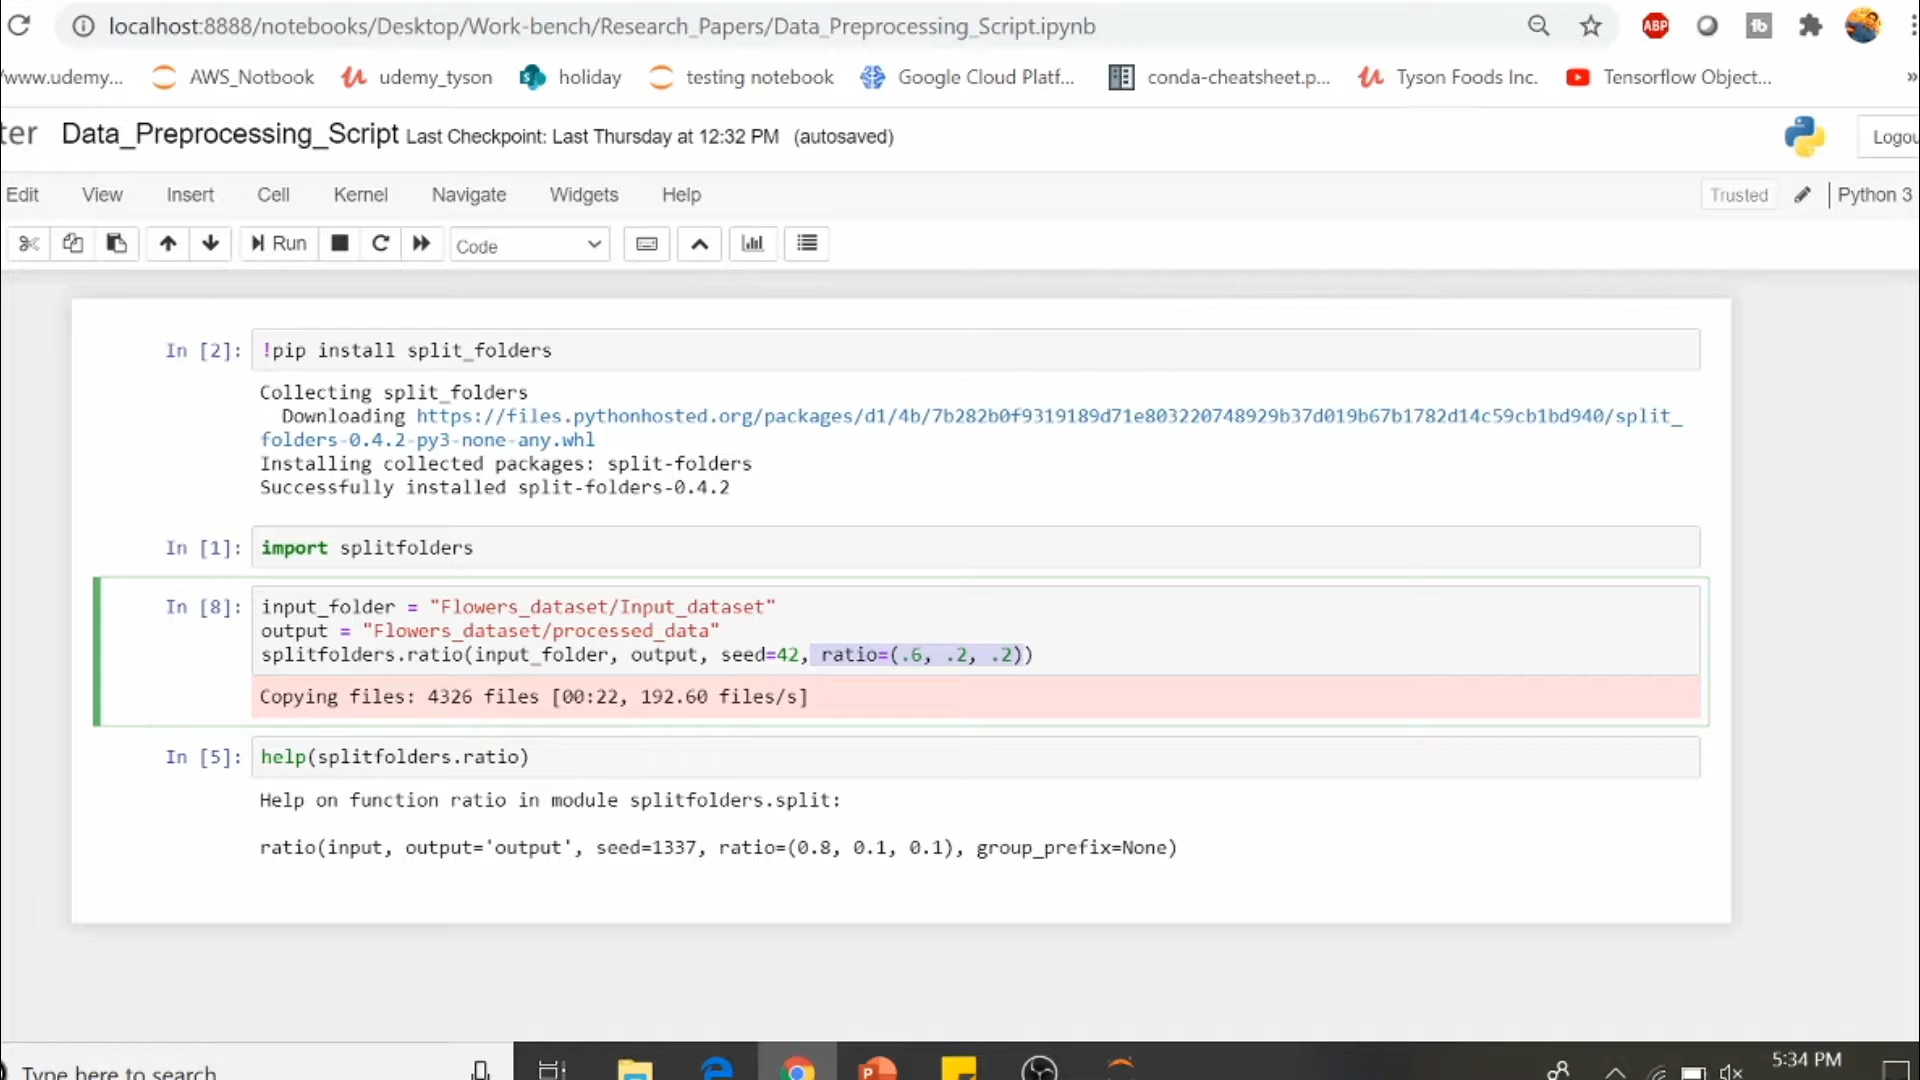 localhost:8888/notebooks/Desktop/Work-bench/Research_Papers/Data_Preprocessing_Script.ipynb
ABP
tb
/www.udemy... AWS_Notbook udemy_tyson holiday testing notebook Google Cloud Platf... conda-cheatsheet.p... Tyson Foods Inc. Tensorflow Object... »
ter Data_Preprocessing_Script Last Checkpoint: Last Thursday at 12:32 PM (autosaved) Logou
Edit View Insert Cell Kernel Navigate Widgets Help Trusted Python 3
Run Code
In [2]: !pip install split_folders
Collecting split_folders
Downloading https://files.pythonhosted.org/packages/d1/4b/7b282b0f9319189d71e803220748929b37d019b67b1782d14c59cb1bd940/split_
folders-0.4.2-py3-none-any.whl
Installing collected packages: split-folders
Successfully installed split-folders-0.4.2
In [1]: import splitfolders
In [8]: input_folder = "Flowers_dataset/Input_dataset"
output = "Flowers_dataset/processed_data"
splitfolders.ratio(input_folder, output, seed=42, ratio=(.6, .2, .2))
Copying files: 4326 files [00:22, 192.60 files/s]
In [5]: help(splitfolders.ratio)
Help on function ratio in module splitfolders.split:
ratio(input, output='output', seed=1337, ratio=(0.8, 0.1, 0.1), group_prefix=None)
Type here to search
5:34 PM